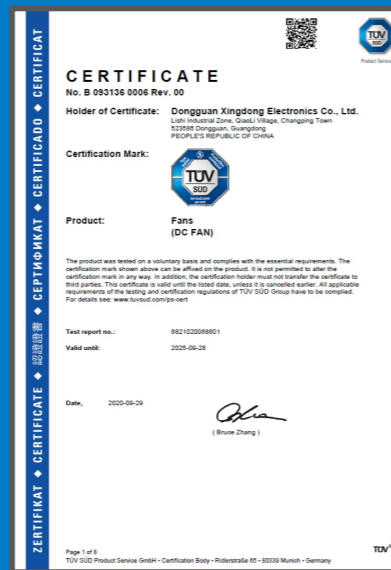 TÜV
SÜD
Product Service
CERTIFICATE
No. B 093136 0006 Rev. 00
Holder of Certificate: Dongguan Xingdong Electronics Co., Ltd.
Lishi Industrial Zone, QiaoLi Village, Changping Town
523586 Dongguan, Guangdong
PEOPLE'S REPUBLIC OF CHINA
Certification Mark:
TÜV
SÜD
Product: Fans
(DC FAN)
The product was tested on a voluntary basis and complies with the essential requirements. The
certification mark shown above can be affixed on the product. It is not permitted to alter the
certification mark in any way. In addition, the certification holder must not transfer the certificate to
third parties. This certificate is valid until the listed date, unless it is cancelled earlier. All applicable
requirements of the testing and certification regulations of TÜV SÜD Group have to be complied.
For details see: www.tuvsud.com/ps-cert
Test report no.: 6821020068601
Valid until: 2025-09-28
Date, 2020-09-29
( Bruce Zhang )
Page 1 of 8
TÜV SÜD Product Service GmbH • Certification Body • Ridlerstraße 65 • 80339 Munich • Germany
TÜV
ZERTIFIKAT ◆ CERTIFICATE ◆ 認證證書 ◆ СЕРТИФИКАТ ◆ CERTIFICADO ◆ CERTIFICAT